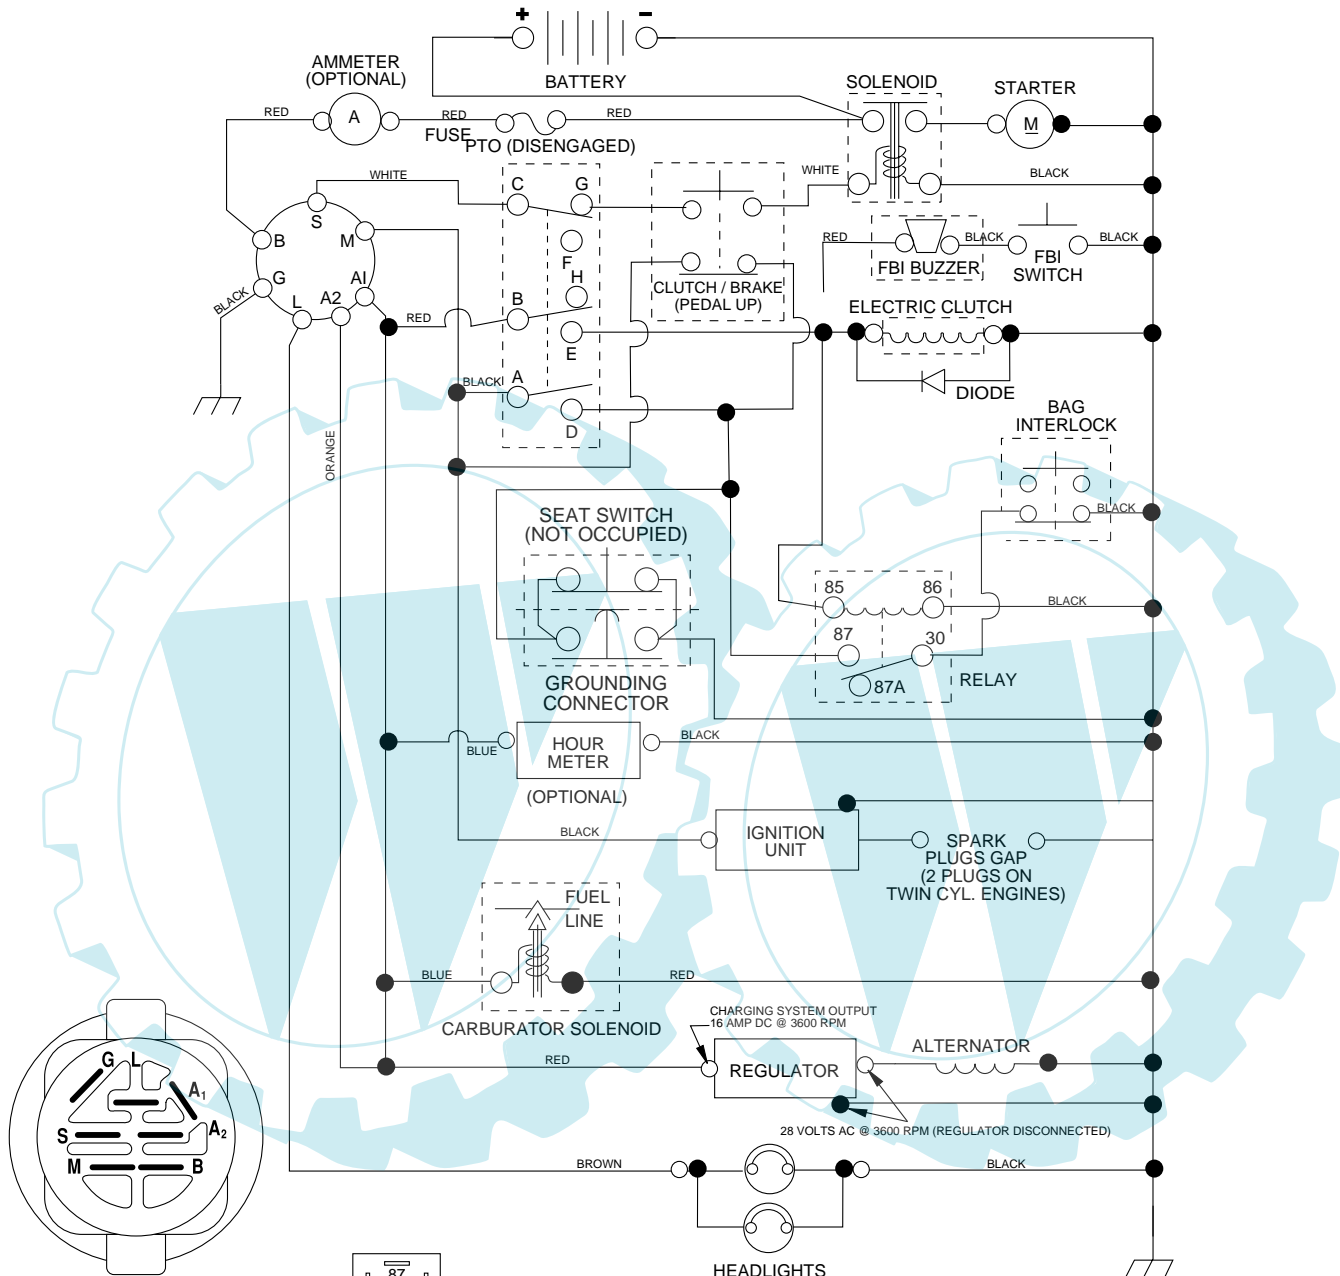 + -
BATTERY
AMMETER
(OPTIONAL)
SOLENOID
STARTER
RED
A
RED
FUSE
RED
M
PTO (DISENGAGED)
WHITE
WHITE
BLACK
C
G
S
M
B
G
L
A2
A1
F
H
B
E
A
D
BLACK
RED
BLACK
CLUTCH / BRAKE
(PEDAL UP)
RED
FBI BUZZER
BLACK
FBI
SWITCH
BLACK
ELECTRIC CLUTCH
DIODE
BAG
INTERLOCK
BLACK
ORANGE
SEAT SWITCH
(NOT OCCUPIED)
85
86
BLACK
87
30
87A
RELAY
GROUNDING
CONNECTOR
BLUE
HOUR
METER
BLACK
(OPTIONAL)
BLACK
IGNITION
UNIT
SPARK
PLUGS GAP
(2 PLUGS ON
TWIN CYL. ENGINES)
FUEL
LINE
BLUE
RED
CARBURATOR SOLENOID
CHARGING SYSTEM OUTPUT
16 AMP DC @ 3600 RPM
RED
REGULATOR
ALTERNATOR
28 VOLTS AC @ 3600 RPM (REGULATOR DISCONNECTED)
G L
A1
A2
S
M
B
BROWN
BLACK
HEADLIGHTS
87